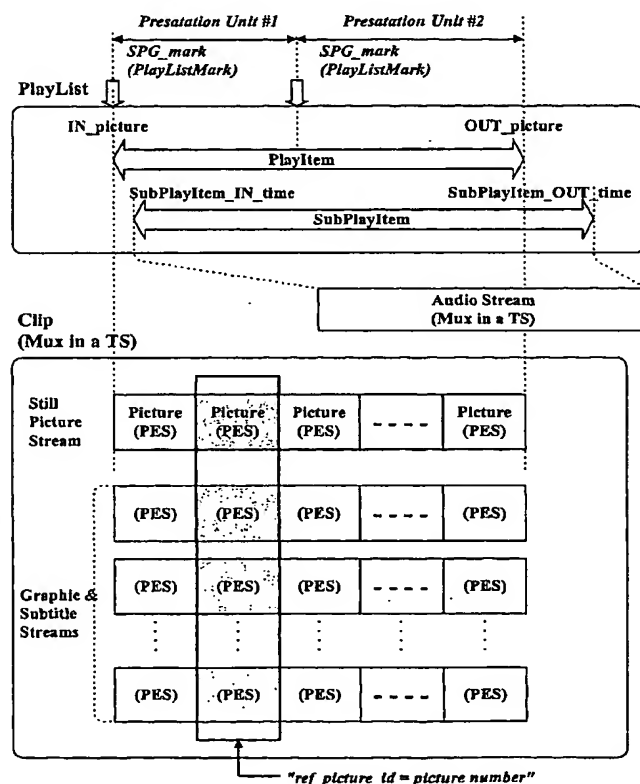 Presatation Unit #1 Presatation Unit #2
SPG_mark SPG_mark
(PlayListMark) (PlayListMark)
PlayList
IN_picture OUT_picture
PlayItem
SubPlayItem_IN_time SubPlayItem_OUT_time
SubPlayItem
Audio Stream
(Mux in a TS)
Clip
(Mux in a TS)
Still
Picture
Stream
Picture Picture Picture Picture
(PES) (PES) (PES) (PES)
(PES) (PES) (PES) (PES)
Graphic &
Subtitle
Streams
(PES) (PES) (PES) (PES)
(PES) (PES) (PES) (PES)
"ref_picture_id = picture number"